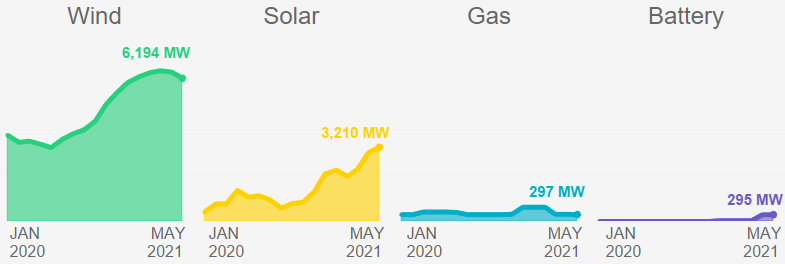 Wind Solar Gas Battery
6,194 MW
3,210 MW
297 MW
295 MW
JAN MAY JAN MAY JAN MAY JAN MAY
2020 2021 2020 2021 2020 2021 2020 2021